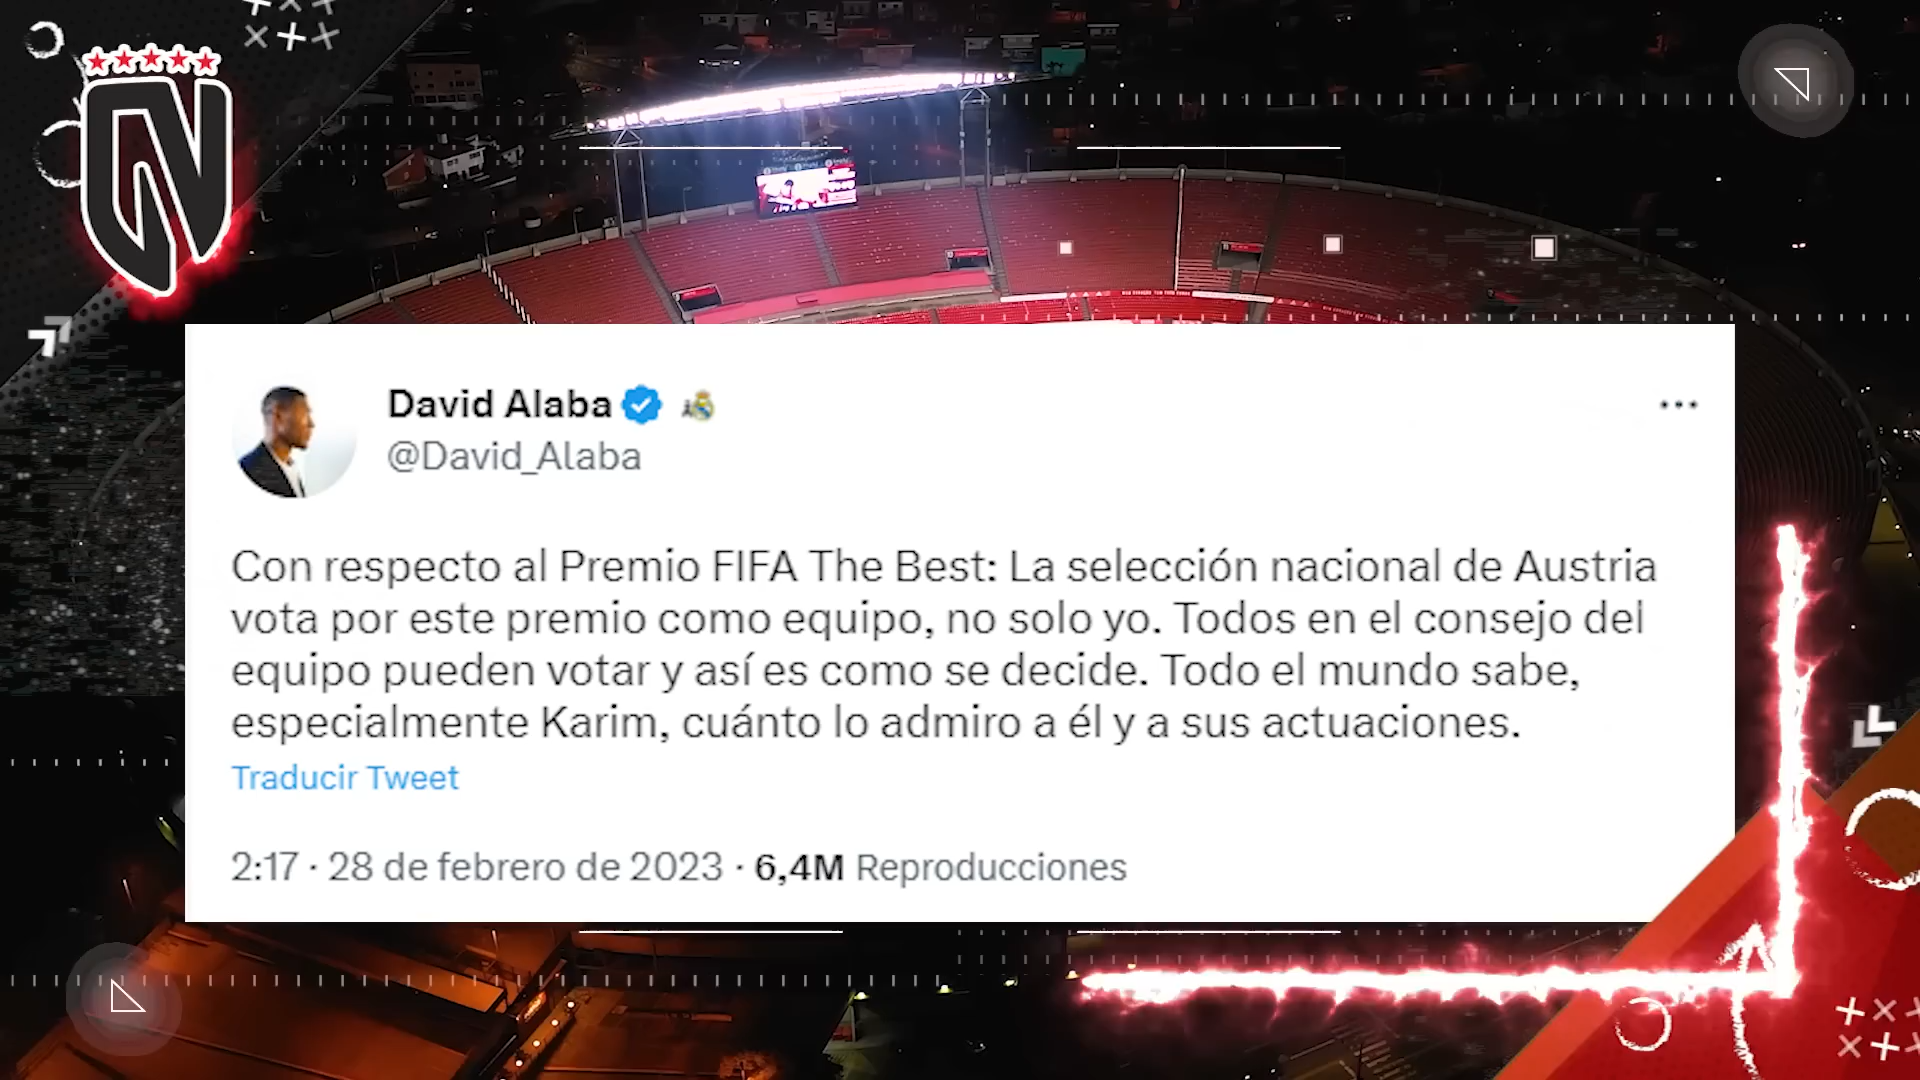 David Alaba
@David_Alaba
Con respecto al Premio FIFA The Best: La selección nacional de Austria
vota por este premio como equipo, no solo yo. Todos en el consejo del
equipo pueden votar y así es como se decide. Todo el mundo sabe,
especialmente Karim, cuánto lo admiro a él y a sus actuaciones.
Traducir Tweet
2:17 · 28 de febrero de 2023 · 6,4M Reproducciones